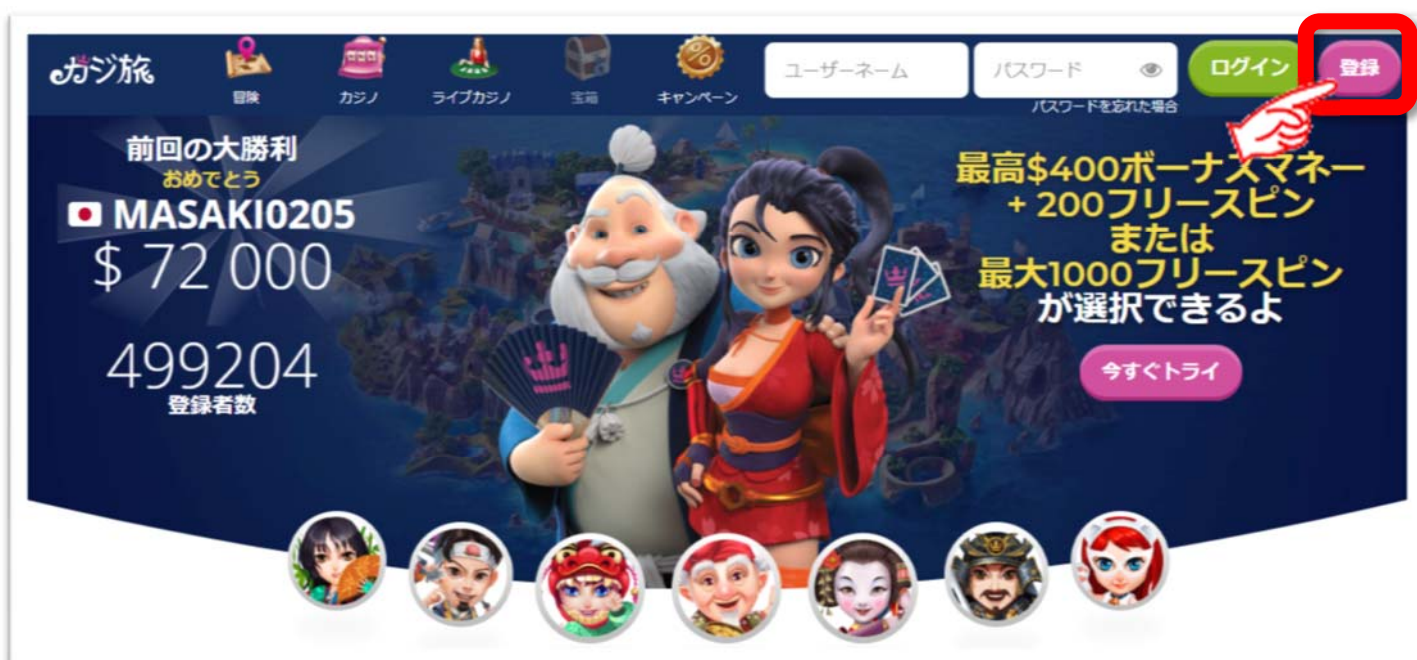 カジ旅
冒険
カジノ
ライブカジノ
宝箱
キャンペーン
ユーザーネーム
パスワード
ログイン
登録
パスワードを忘れた場合
前回の大勝利
おめでとう
MASAKI0205
$ 72 000
499204
登録者数
最高$400ボーナスマネー
+ 200フリースピン
または
最大1000フリースピン
が選択できるよ
今すぐトライ